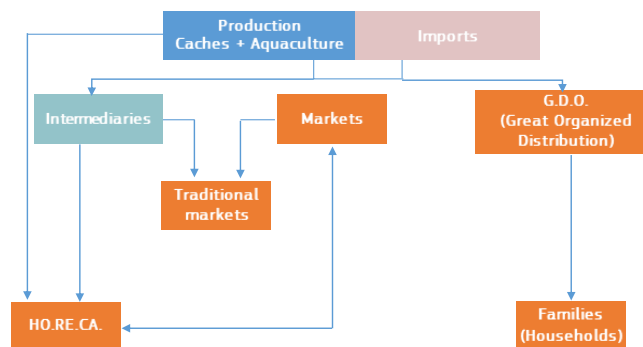 Production
Caches + Aquaculture
Imports
Intermediaries
Markets
G.D.O.
(Great Organized
Distribution)
Traditional
markets
HO.RE.CA.
Families
(Households)